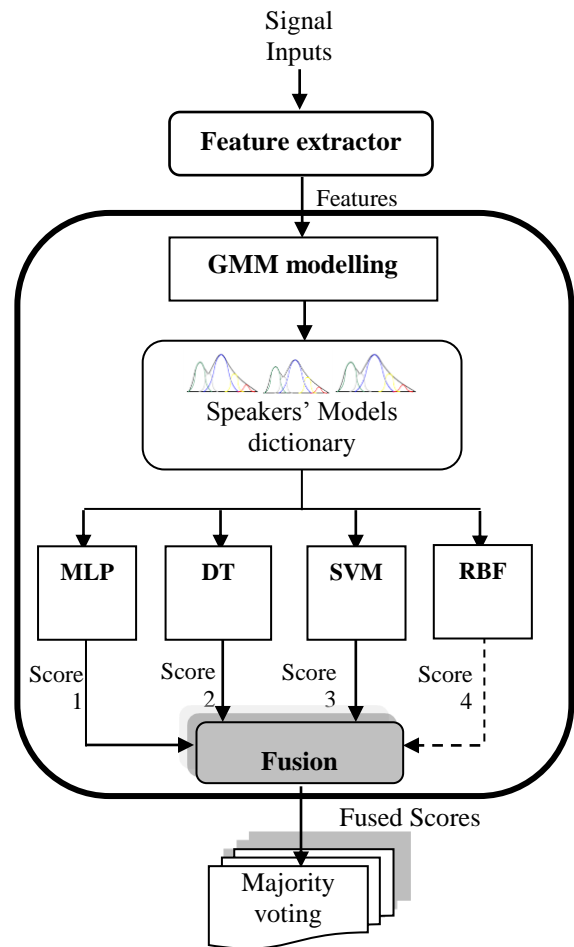 Signal
Inputs
Feature extractor
Features
GMM modelling
Speakers' Models
dictionary
MLP
DT
SVM
RBF
Score
1
Score
2
Score
3
Score
4
Fusion
Fused Scores
Majority
voting